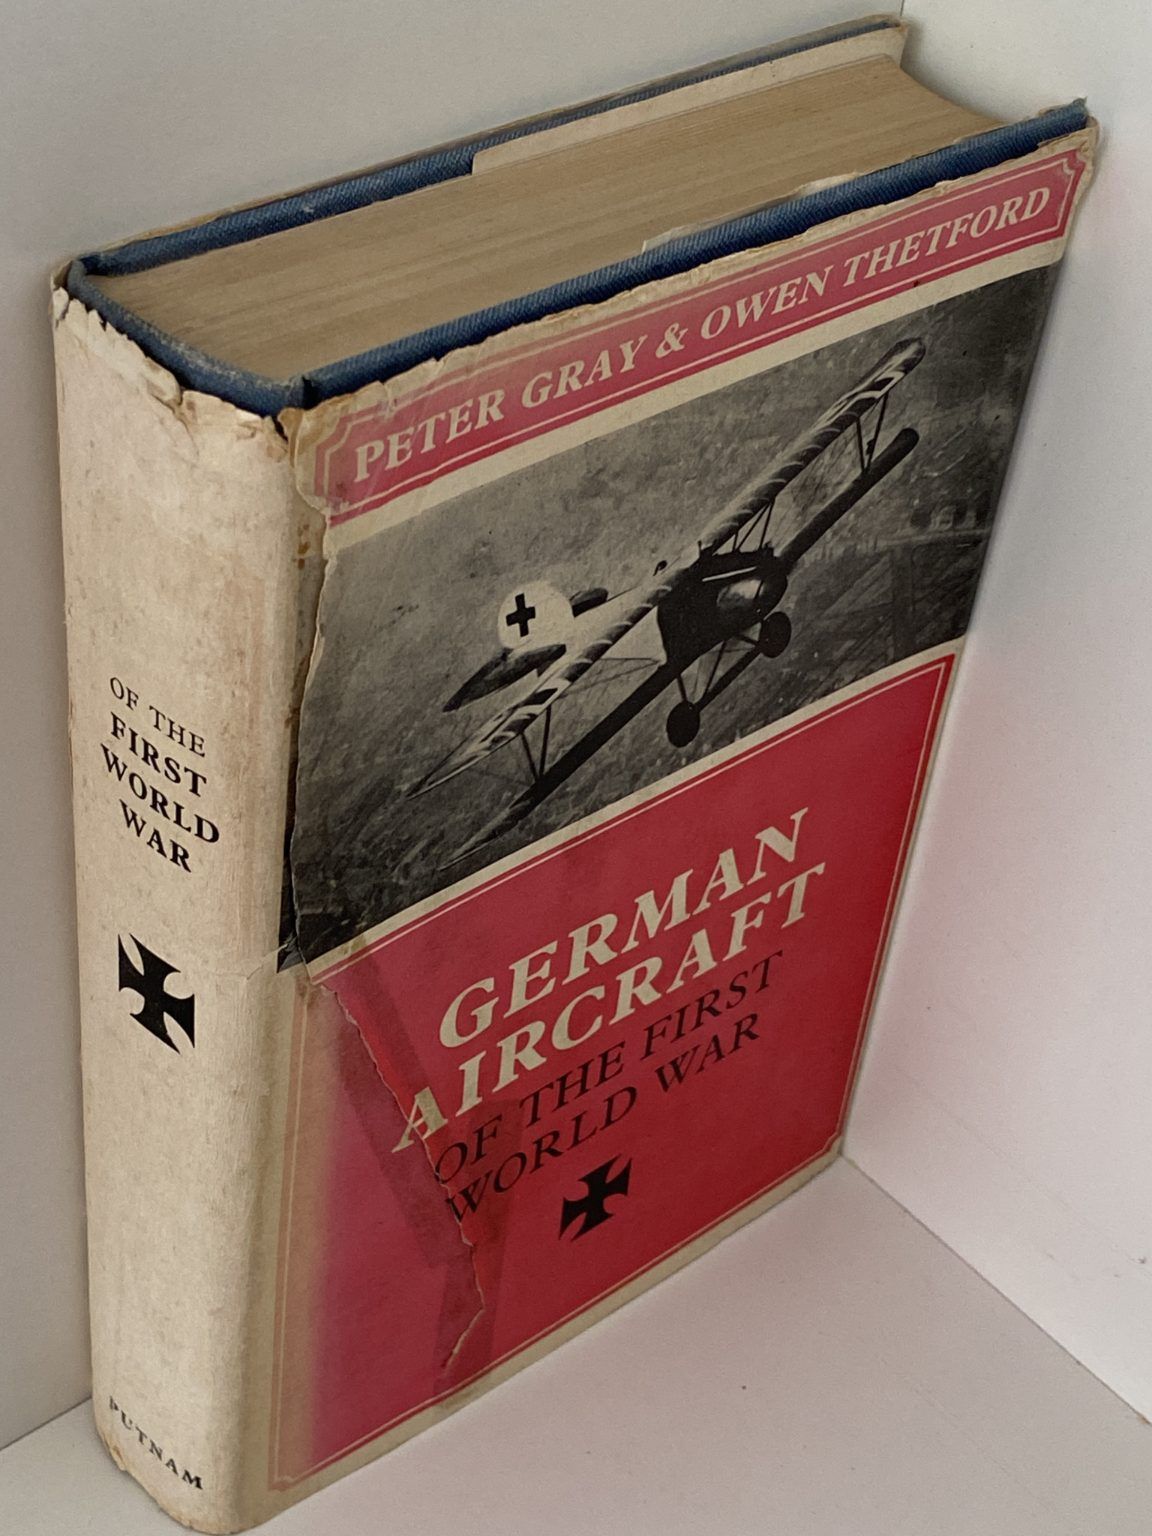 PETER GRAY & OWEN THETFORD
GERMAN
AIRCRAFT
OF THE FIRST
WORLD WAR
OF THE
FIRST
WORLD
WAR
PUTNAM